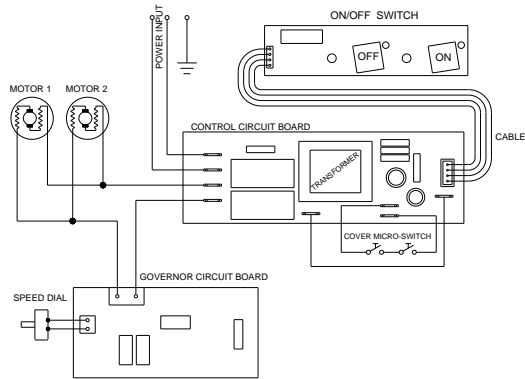 ON/OFF SWITCH
POWER INPUT
OFF
ON
MOTOR 1
MOTOR 2
CABLE
CONTROL CIRCUIT BOARD
TRANSFORMER
COVER MICRO-SWITCH
GOVERNOR CIRCUIT BOARD
SPEED DIAL